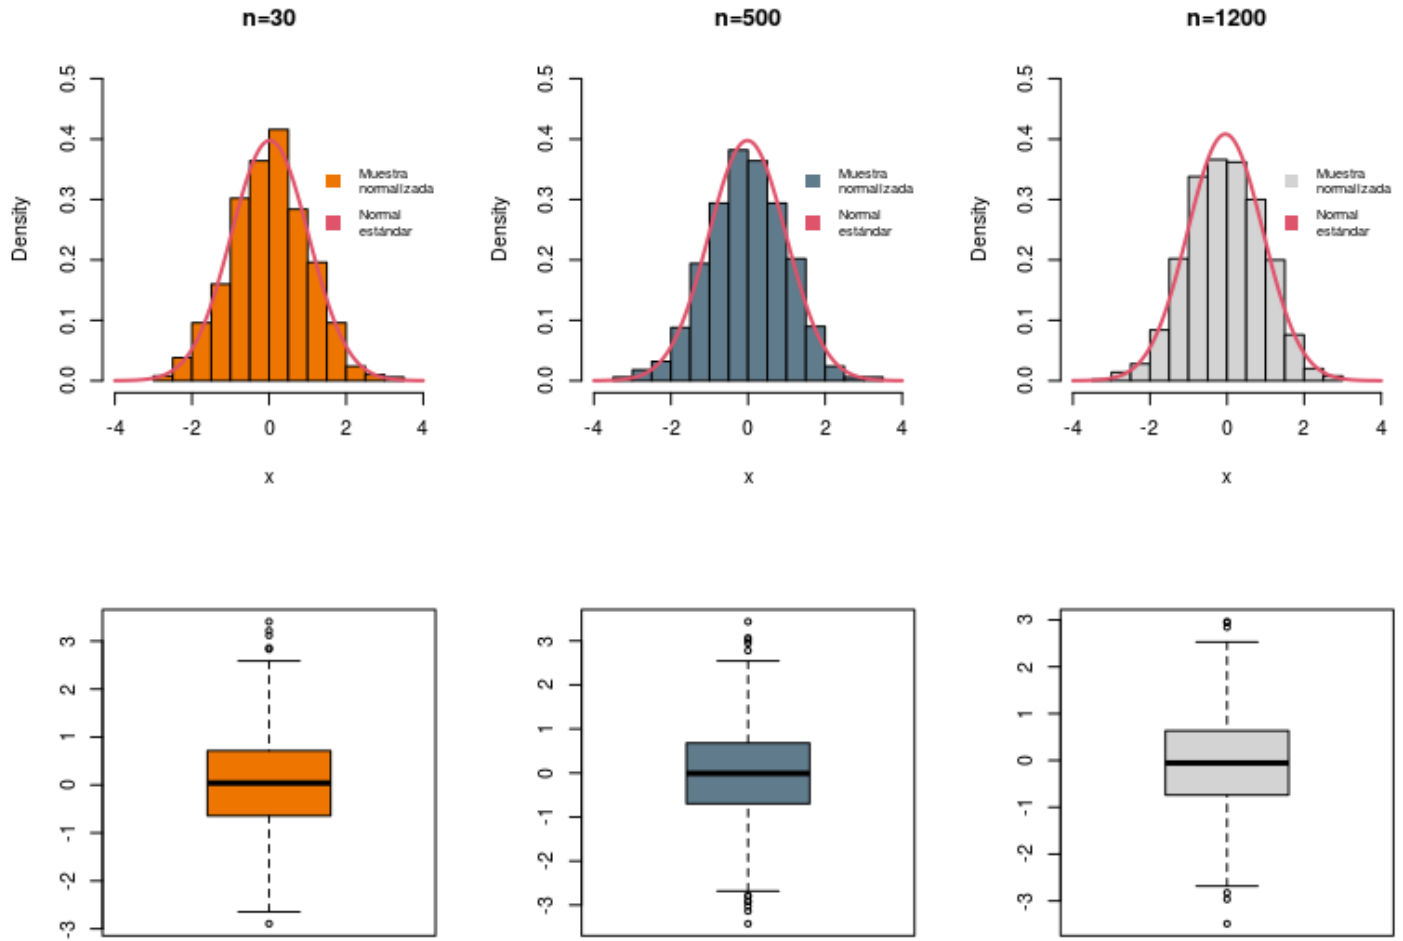 n=30
n=500
n=1200
0.5
0.4
0.3
0.2
0.1
0.0
Density
-4
-2
0
2
4
x
Muestra
normalizada
Normal
estándar
0.5
0.4
0.3
0.2
0.1
0.0
Density
-4
-2
0
2
4
x
Muestra
normalizada
Normal
estándar
0.5
0.4
0.3
0.2
0.1
0.0
Density
-4
-2
0
2
4
x
Muestra
normalizada
Normal
estándar
3
2
1
0
-1
-2
-3
3
2
1
0
-1
-2
-3
3
2
1
0
-1
-2
-3